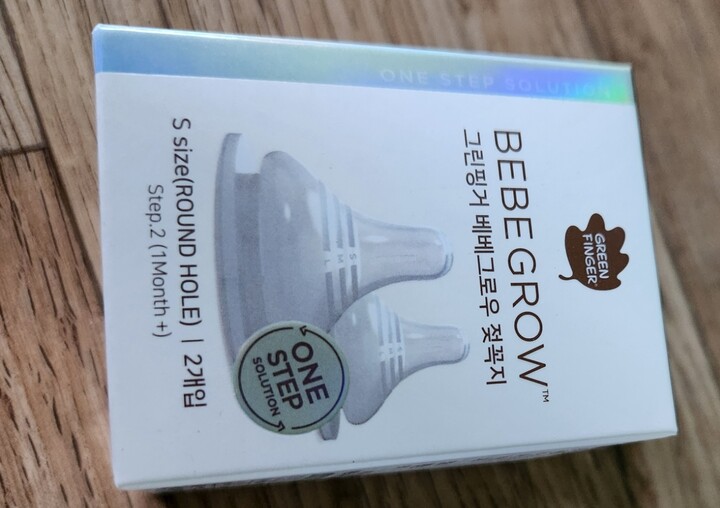 ONE STEP SOLUTION
GREEN
FINGER
BEBE GROW™
그린핑거 베베그로우 젖꼭지
S
M
L
ONE
STEP
SOLUTION
S size(ROUND HOLE) | 2개입
Step.2 (1Month +)